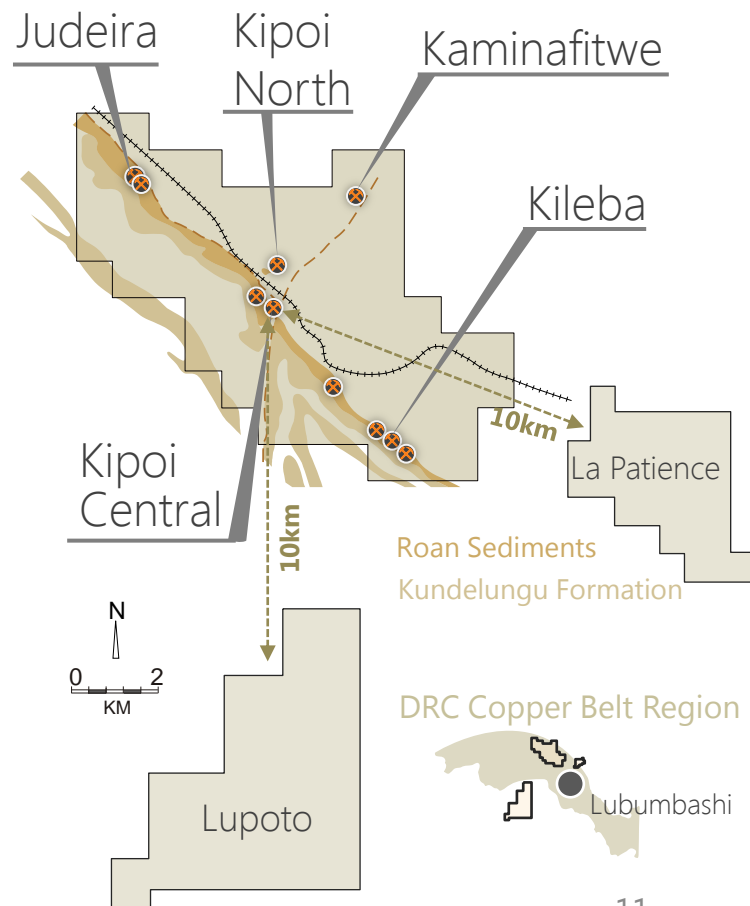 Judeira
Kipoi
North
Kaminafitwe
Kileba
10km
La Patience
Kipoi
Central
10km
Roan Sediments
Kundelungu Formation
N
0 2
KM
DRC Copper Belt Region
Lubumbashi
Lupoto